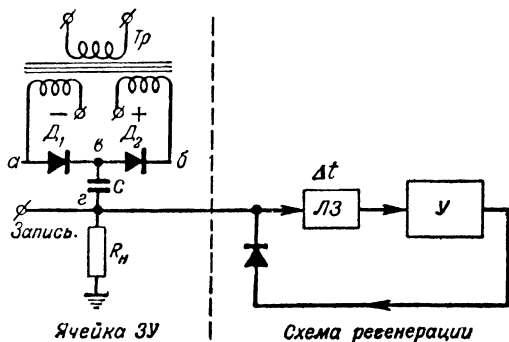 Тр
− +
Д₁ в Д₂
а б
С
г
Δt
ЛЗ У
Запись.
Rн
Ячейка ЗУ Схема регенерации